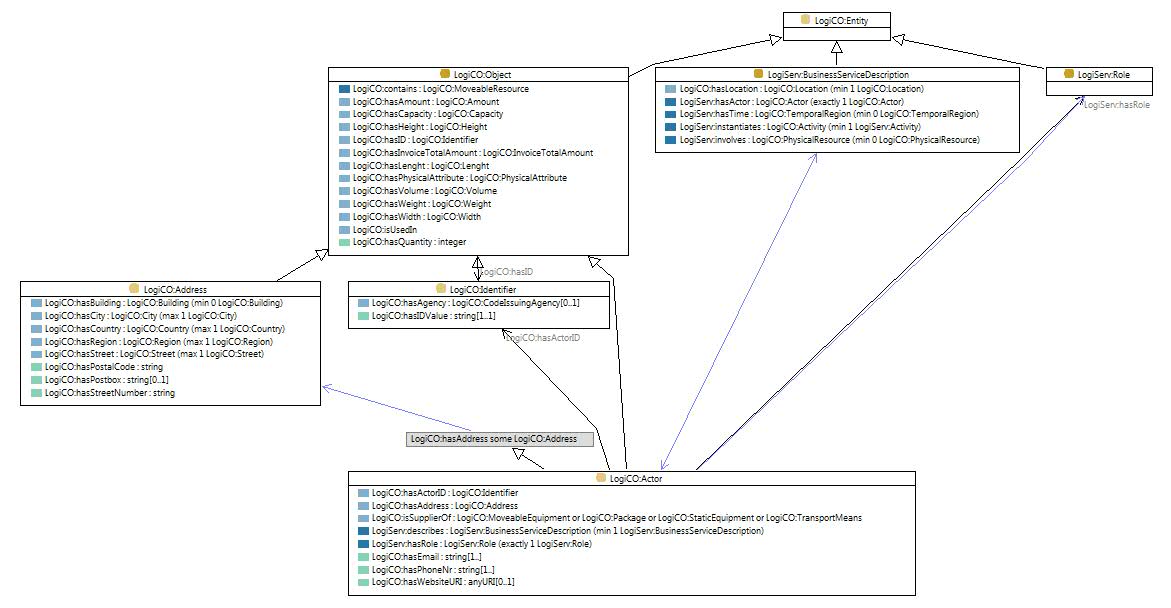 LogiCO:Entity
LogiCO:Object
LogiCO:contains : LogiCO:MoveableResource
LogiCO:hasAmount : LogiCO:Amount
LogiCO:hasCapacity : LogiCO:Capacity
LogiCO:hasHeight : LogiCO:Height
LogiCO:hasID : LogiCO:Identifier
LogiCO:hasInvoiceTotalAmount : LogiCO:InvoiceTotalAmount
LogiCO:hasLenght : LogiCO:Lenght
LogiCO:hasPhysicalAttribute : LogiCO:PhysicalAttribute
LogiCO:hasVolume : LogiCO:Volume
LogiCO:hasWeight : LogiCO:Weight
LogiCO:hasWidth : LogiCO:Width
LogiCO:isUsedIn
LogiCO:hasQuantity : integer
LogiServ:BusinessServiceDescription
LogiCO:hasLocation : LogiCO:Location (min 1 LogiCO:Location)
LogiServ:hasActor : LogiCO:Actor (exactly 1 LogiCO:Actor)
LogiServ:hasTime : LogiCO:TemporalRegion (min 0 LogiCO:TemporalRegion)
LogiServ:instantiates : LogiCO:Activity (min 1 LogiServ:Activity)
LogiServ:involves : LogiCO:PhysicalResource (min 0 LogiCO:PhysicalResource)
LogiServ:Role
LogiServ:hasRole
LogiCO:hasID
LogiCO:Address
LogiCO:hasBuilding : LogiCO:Building (min 0 LogiCO:Building)
LogiCO:hasCity : LogiCO:City (max 1 LogiCO:City)
LogiCO:hasCountry : LogiCO:Country (max 1 LogiCO:Country)
LogiCO:hasRegion : LogiCO:Region (max 1 LogiCO:Region)
LogiCO:hasStreet : LogiCO:Street (max 1 LogiCO:Street)
LogiCO:hasPostalCode : string
LogiCO:hasPostbox : string[0..1]
LogiCO:hasStreetNumber : string
LogiCO:Identifier
LogiCO:hasAgency : LogiCO:CodeIssuingAgency[0..1]
LogiCO:hasIDValue : string[1..1]
LogiCO:hasActorID
LogiCO:hasAddress some LogiCO:Address
LogiCO:Actor
LogiCO:hasActorID : LogiCO:Identifier
LogiCO:hasAddress : LogiCO:Address
LogiCO:isSupplierOf : LogiCO:MoveableEquipment or LogiCO:Package or LogiCO:StaticEquipment or LogiCO:TransportMeans
LogiServ:describes : LogiServ:BusinessServiceDescription (min 1 LogiServ:BusinessServiceDescription)
LogiServ:hasRole : LogiServ:Role (exactly 1 LogiServ:Role)
LogiCO:hasEmail : string[1..]
LogiCO:hasPhoneNr : string[1..]
LogiCO:hasWebsiteURI : anyURI[0..1]